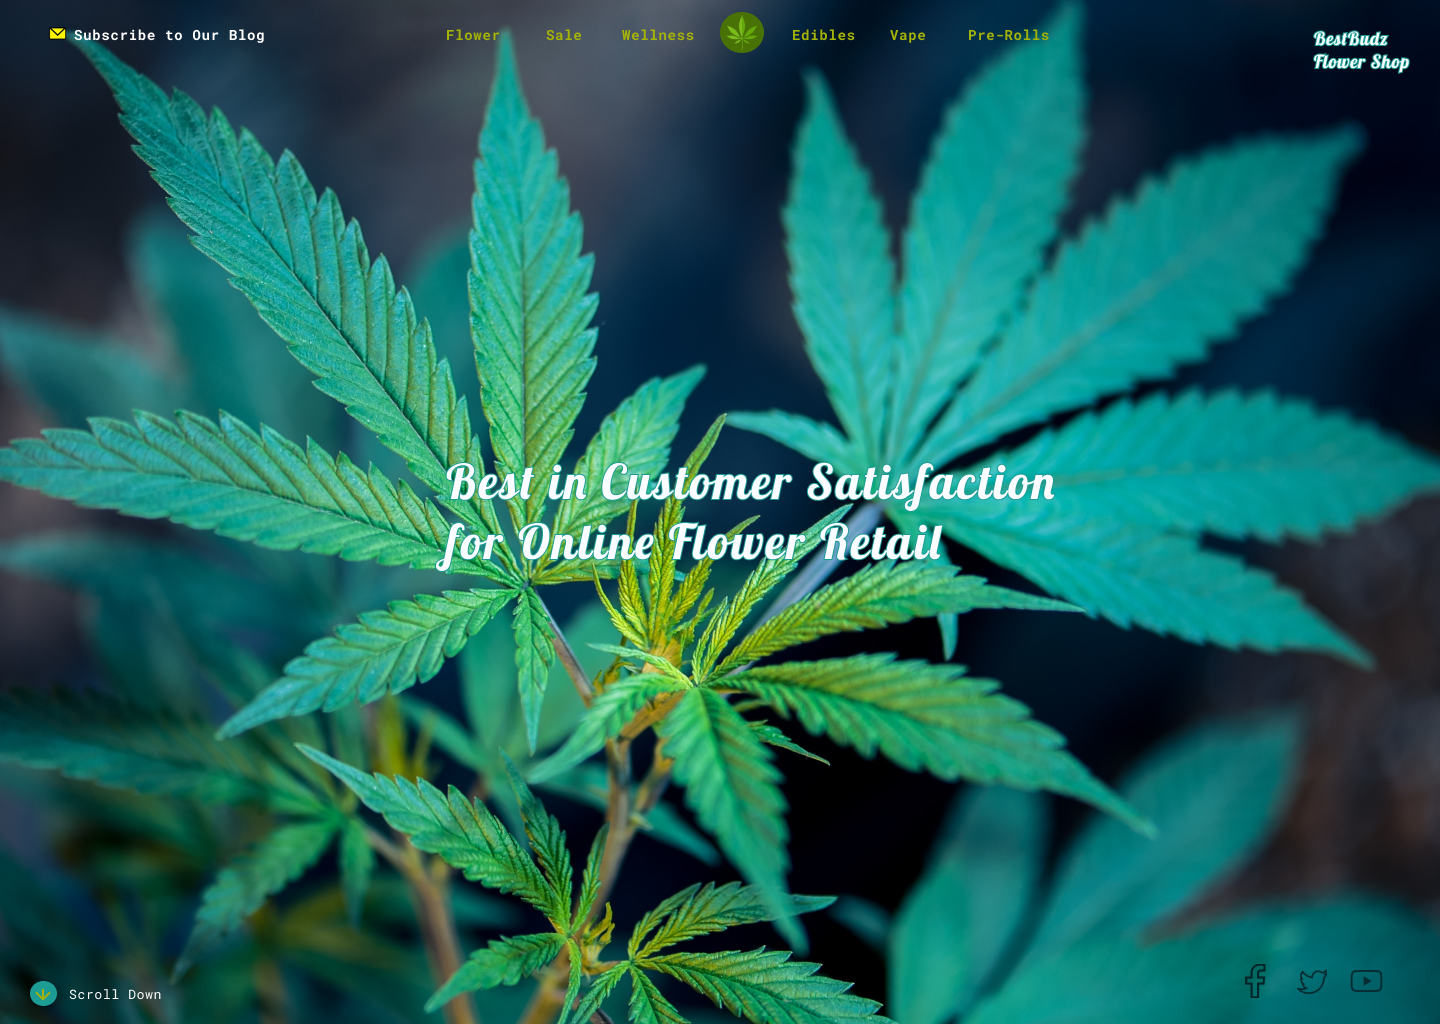 Subscribe to Our Blog
Flower Sale Wellness Edibles Vape Pre-Rolls
BestBudz
Flower Shop
Best in Customer Satisfaction
for Online Flower Retail
Scroll Down